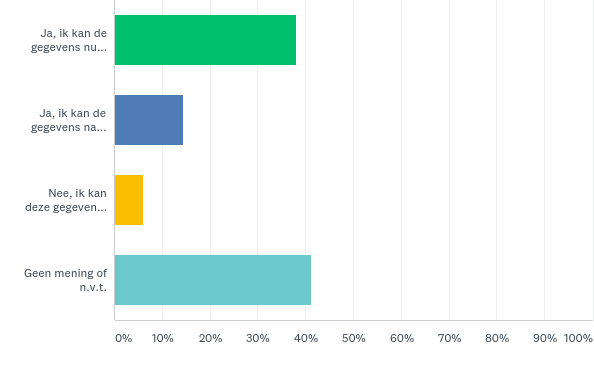 Ja, ik kan de
gegevens nu...
Ja, ik kan de
gegevens na...
Nee, ik kan
deze gegeven...
Geen mening of
n.v.t.
0% 10% 20% 30% 40% 50% 60% 70% 80% 90% 100%